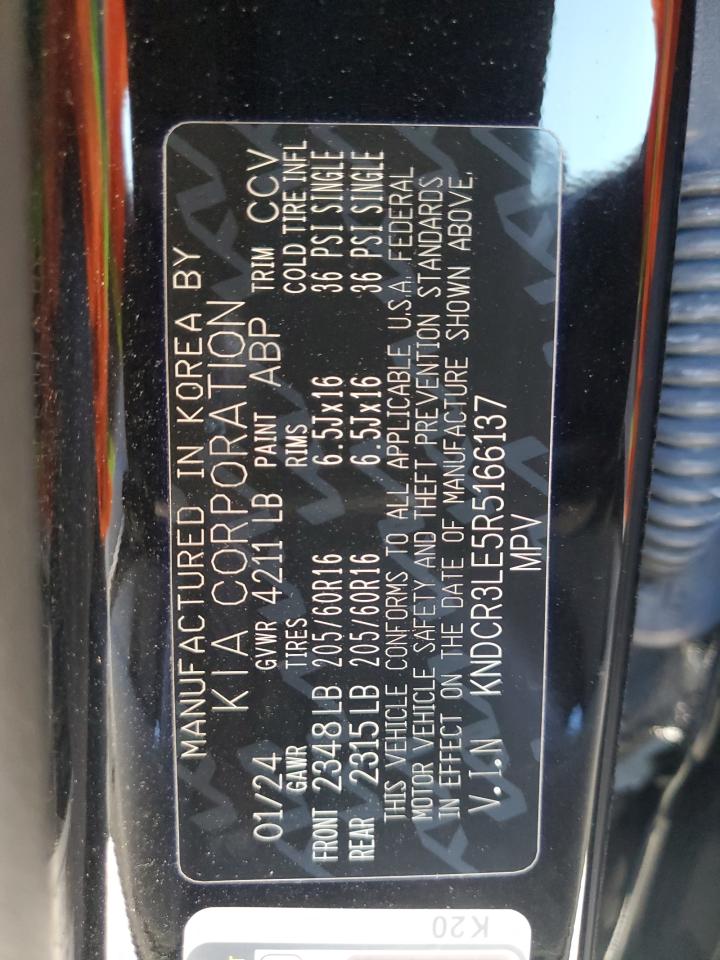 MANUFACTURED IN KOREA BY
KIA CORPORATION
01/24 GVWR 4211 LB PAINT ABP TRIM CCV
GAWR TIRES RIMS COLD TIRE INFL
FRONT 2348 LB 205/60R16 6.5Jx16 36 PSI SINGLE
REAR 2315 LB 205/60R16 6.5Jx16 36 PSI SINGLE
THIS VEHICLE CONFORMS TO ALL APPLICABLE U.S.A. FEDERAL
MOTOR VEHICLE SAFETY AND THEFT PREVENTION STANDARDS
IN EFFECT ON THE DATE OF MANUFACTURE SHOWN ABOVE.
V.I.N KNDCR3LE5R5166137
MPV
K20